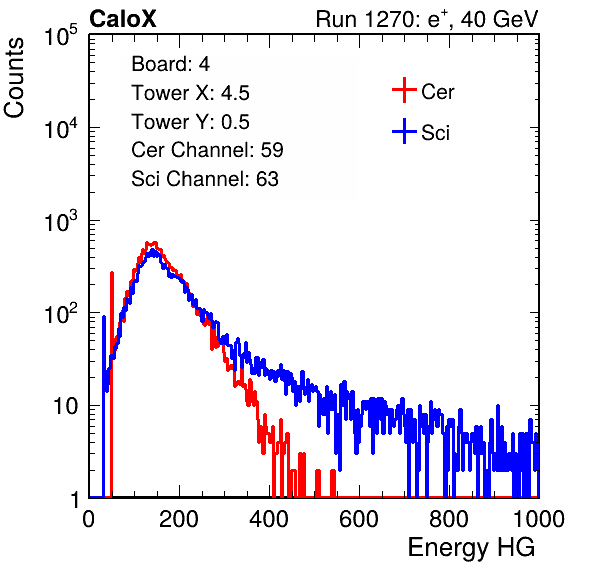 CaloX Run 1270: e⁺, 40 GeV
Counts
10⁵
10⁴
10³
10²
10
1
Board: 4
Tower X: 4.5
Tower Y: 0.5
Cer Channel: 59
Sci Channel: 63
Cer
Sci
0 200 400 600 800 1000
Energy HG